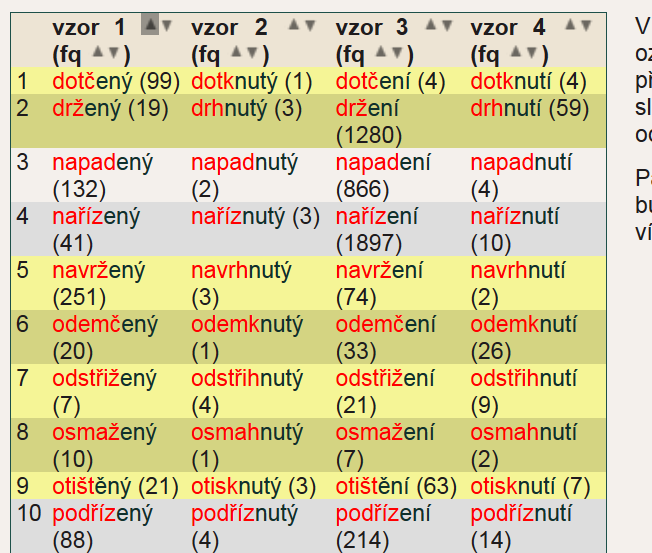 vzor 1 ▲▼ vzor 2 ▲▼ vzor 3 ▲▼ vzor 4 ▲▼
(fq ▲▼) (fq ▲▼) (fq ▲▼) (fq ▲▼)
1 dotčený (99) dotknutý (1) dotčení (4) dotknutí (4)
2 držený (19) drhnutý (3) držení drhnutí (59)
(1280)
3 napadený napadnutý napadení napadnutí
(132) (2) (866) (4)
4 nařízený naříznutý (3) nařízení naříznutí
(41) (1897) (10)
5 navržený navrhnutý navržení navrhnutí
(251) (3) (74) (2)
6 odemčený odemknutý odemčení odemknutí
(20) (1) (33) (26)
7 odstřižený odstřihnutý odstřižení odstřihnutí
(7) (4) (21) (9)
8 osmažený osmahnutý osmažení osmahnutí
(10) (1) (7) (2)
9 otištěný (21) otisknutý (3) otištění (63) otisknutí (7)
10 podřízený podříznutý podřízení podříznutí
(88) (4) (214) (14)
V
oz
př
sl
od
Pa
bu
ví